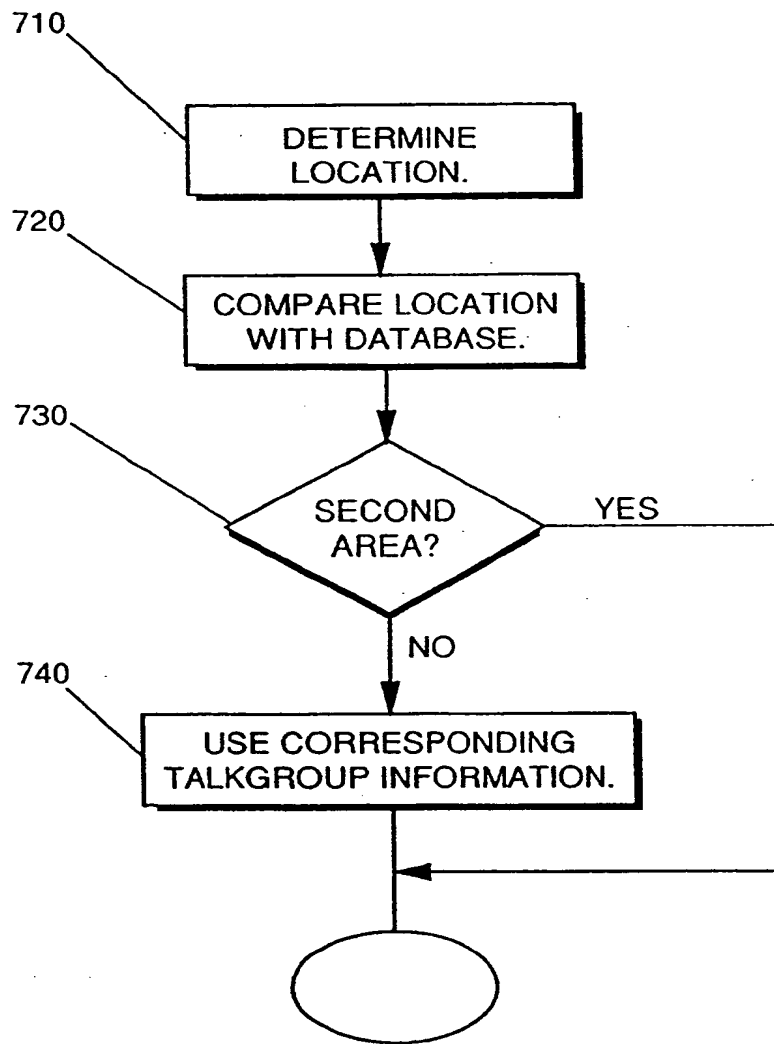 710
DETERMINE
LOCATION.
720
COMPARE LOCATION
WITH DATABASE.
730
SECOND
AREA?
YES
NO
740
USE CORRESPONDING
TALKGROUP INFORMATION.